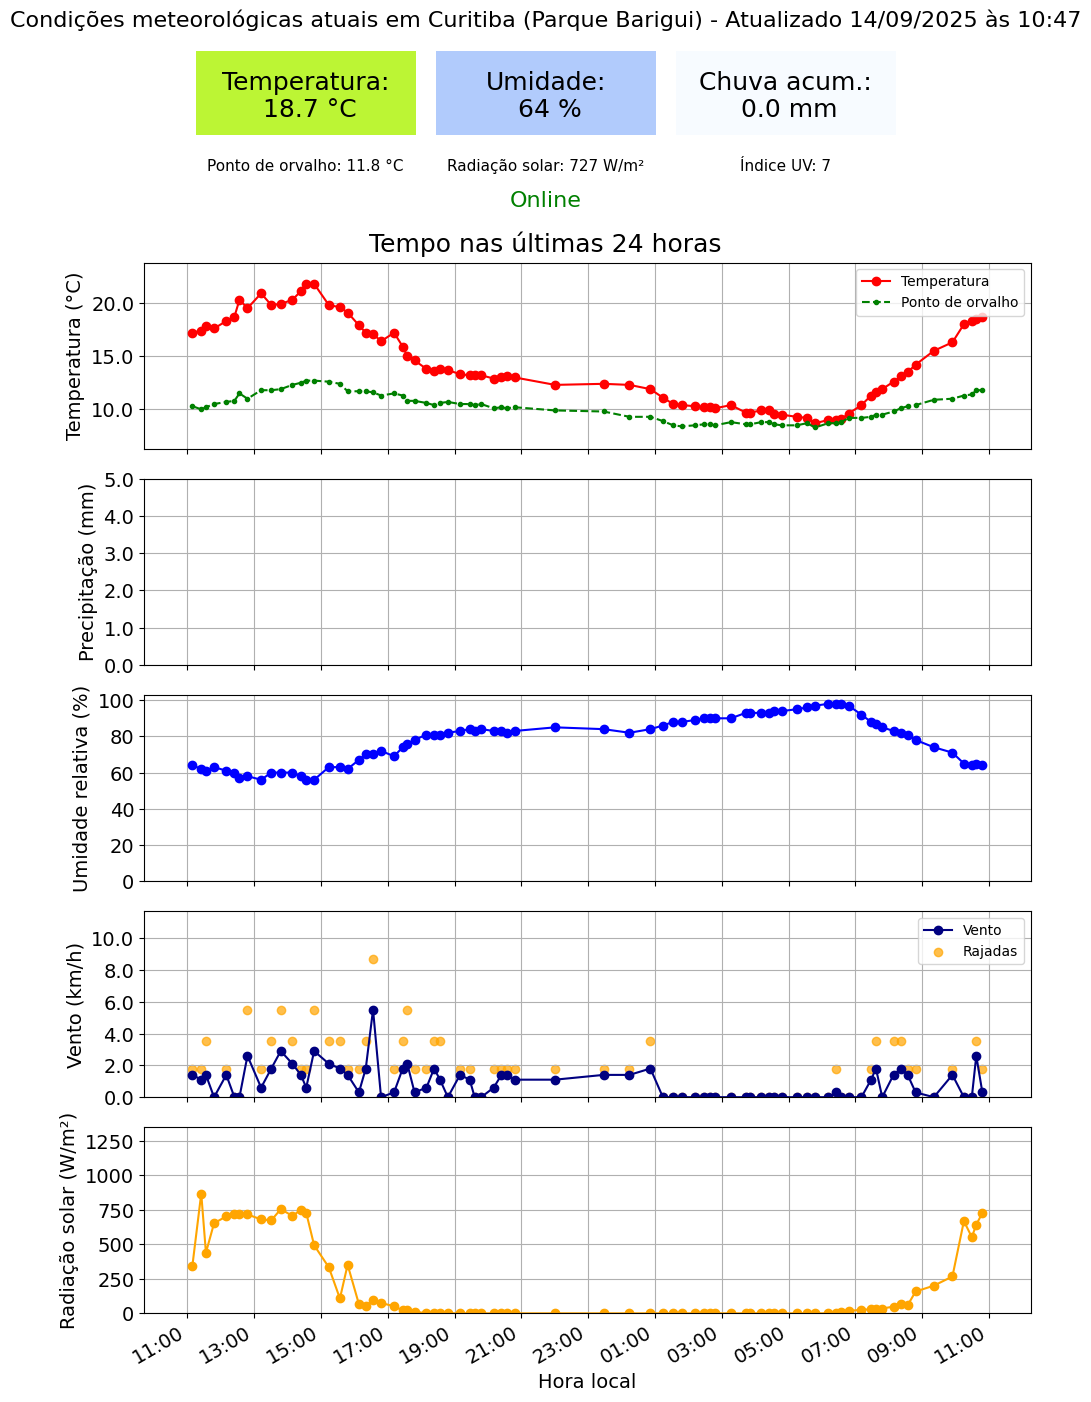 Condições meteorológicas atuais em Curitiba (Parque Barigui) - Atualizado 14/09/2025 às 10:47
Temperatura:
18.7 °C
Umidade:
64 %
Chuva acum.:
0.0 mm
Ponto de orvalho: 11.8 °C
Radiação solar: 727 W/m²
Índice UV: 7
Online
Tempo nas últimas 24 horas
Temperatura (°C)
20.0
15.0
10.0
Temperatura
Ponto de orvalho
Precipitação (mm)
5.0
4.0
3.0
2.0
1.0
0.0
Umidade relativa (%)
100
80
60
40
20
0
Vento (km/h)
10.0
8.0
6.0
4.0
2.0
0.0
Vento
Rajadas
Radiação solar (W/m²)
1250
1000
750
500
250
0
11:00
13:00
15:00
17:00
19:00
21:00
23:00
01:00
03:00
05:00
07:00
09:00
11:00
Hora local